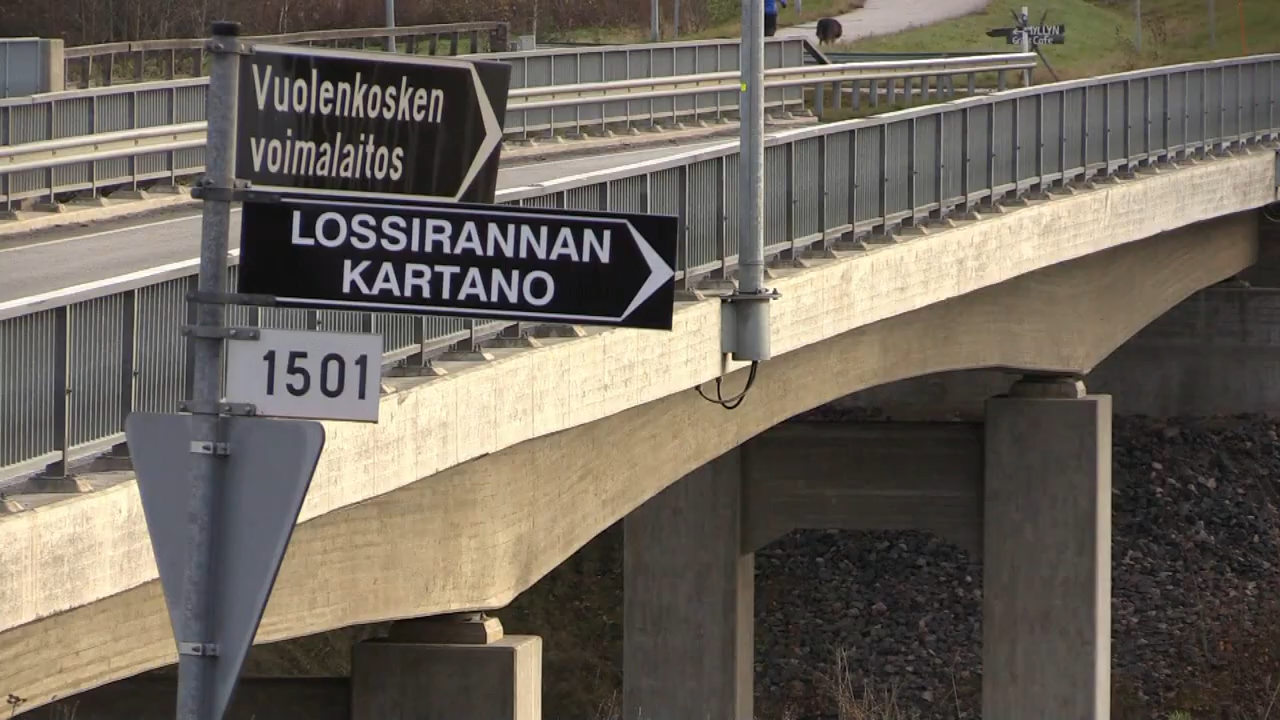 Vuolenkosken
voimalaitos
LOSSIRANNAN
KARTANO
1501